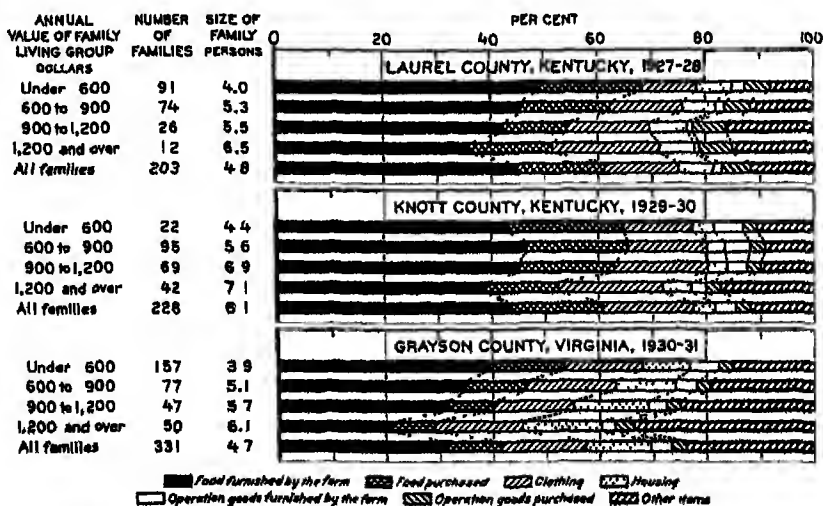 ANNUAL VALUE OF FAMILY LIVING GROUP DOLLARS
NUMBER OF FAMILIES
SIZE OF FAMILY PERSONS
PER CENT
0 20 40 60 80 100
LAUREL COUNTY, KENTUCKY, 1927-28
Under 600 91 4.0
600 to 900 74 5.3
900 to 1,200 26 5.5
1,200 and over 12 6.5
All families 203 4 8
KNOTT COUNTY, KENTUCKY, 1929-30
Under 600 22 4 4
600 to 900 95 5 6
900 to 1,200 69 6 9
1,200 and over 42 7 1
All families 228 6 1
GRAYSON COUNTY, VIRGINIA, 1930-31
Under 600 157 3 9
600 to 900 77 5.1
900 to 1,200 47 5 7
1,200 and over 50 6.1
All families 331 4 7
Food furnished by the farm Food purchased Clothing Housing
Operation goods furnished by the farm Operation goods purchased Other items